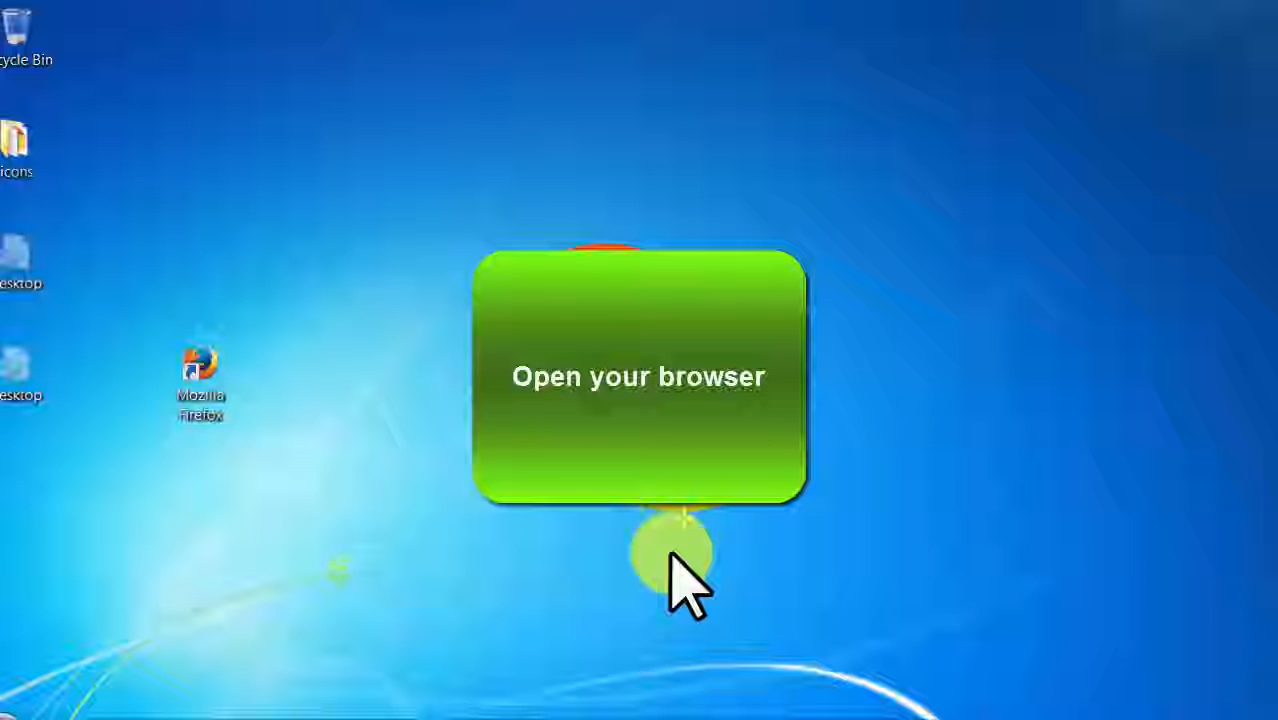 cycle Bin
icons
esktop
esktop
Mozilla
Firefox
Open your browser